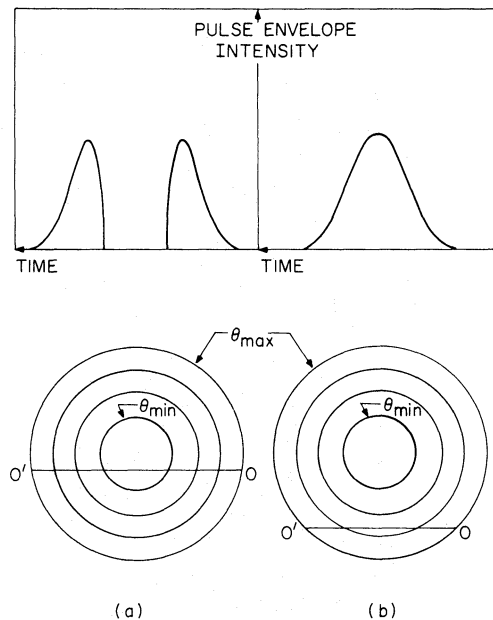 PULSE ENVELOPE
INTENSITY
TIME
TIME
θmax
θmin
θmin
O'
O
O'
O
(a)
(b)